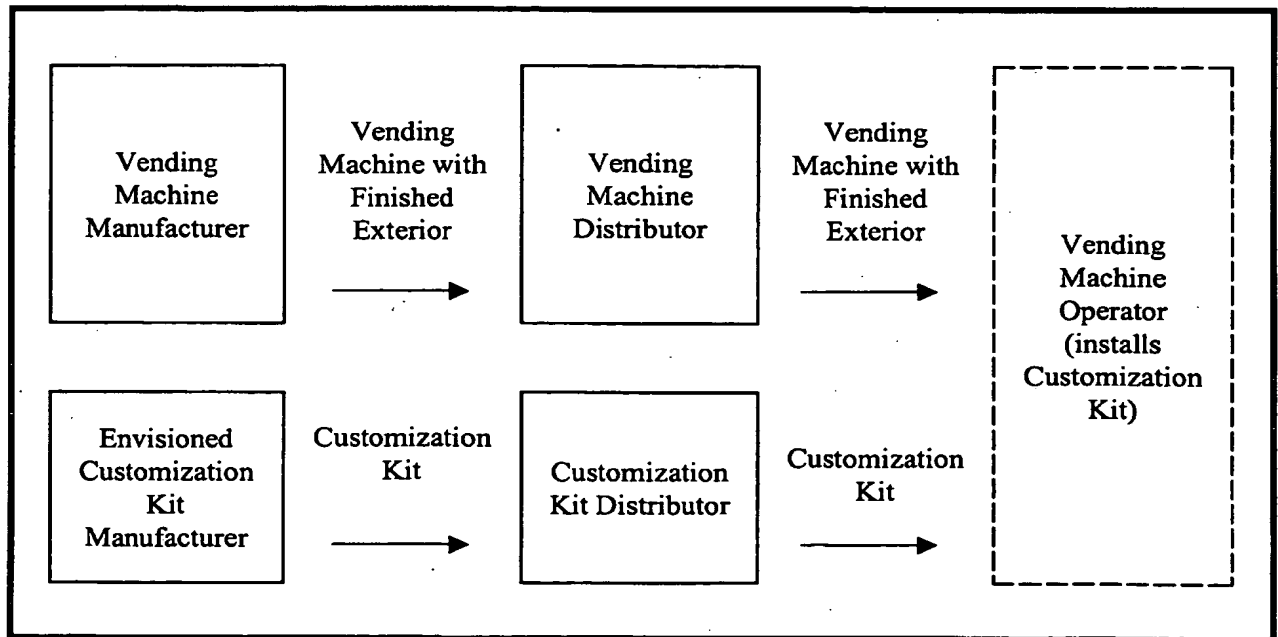 Vending
Machine
Manufacturer
Vending
Machine with
Finished
Exterior
Vending
Machine
Distributor
Vending
Machine with
Finished
Exterior
Vending
Machine
Operator
(installs
Customization
Kit)
Envisioned
Customization
Kit
Manufacturer
Customization
Kit
Customization
Kit Distributor
Customization
Kit